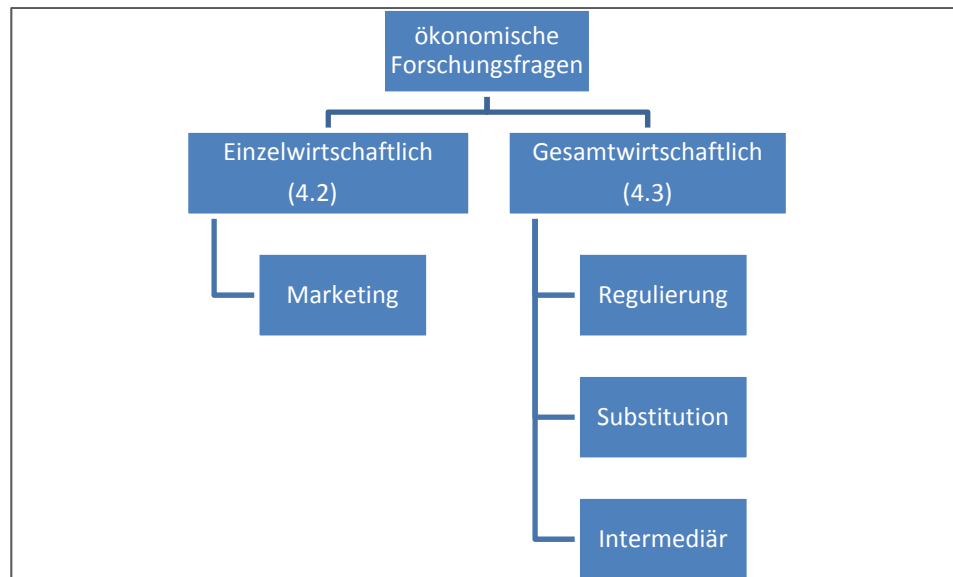 ökonomische
Forschungsfragen
Einzelwirtschaftlich
(4.2)
Gesamtwirtschaftlich
(4.3)
Marketing
Regulierung
Substitution
Intermediär